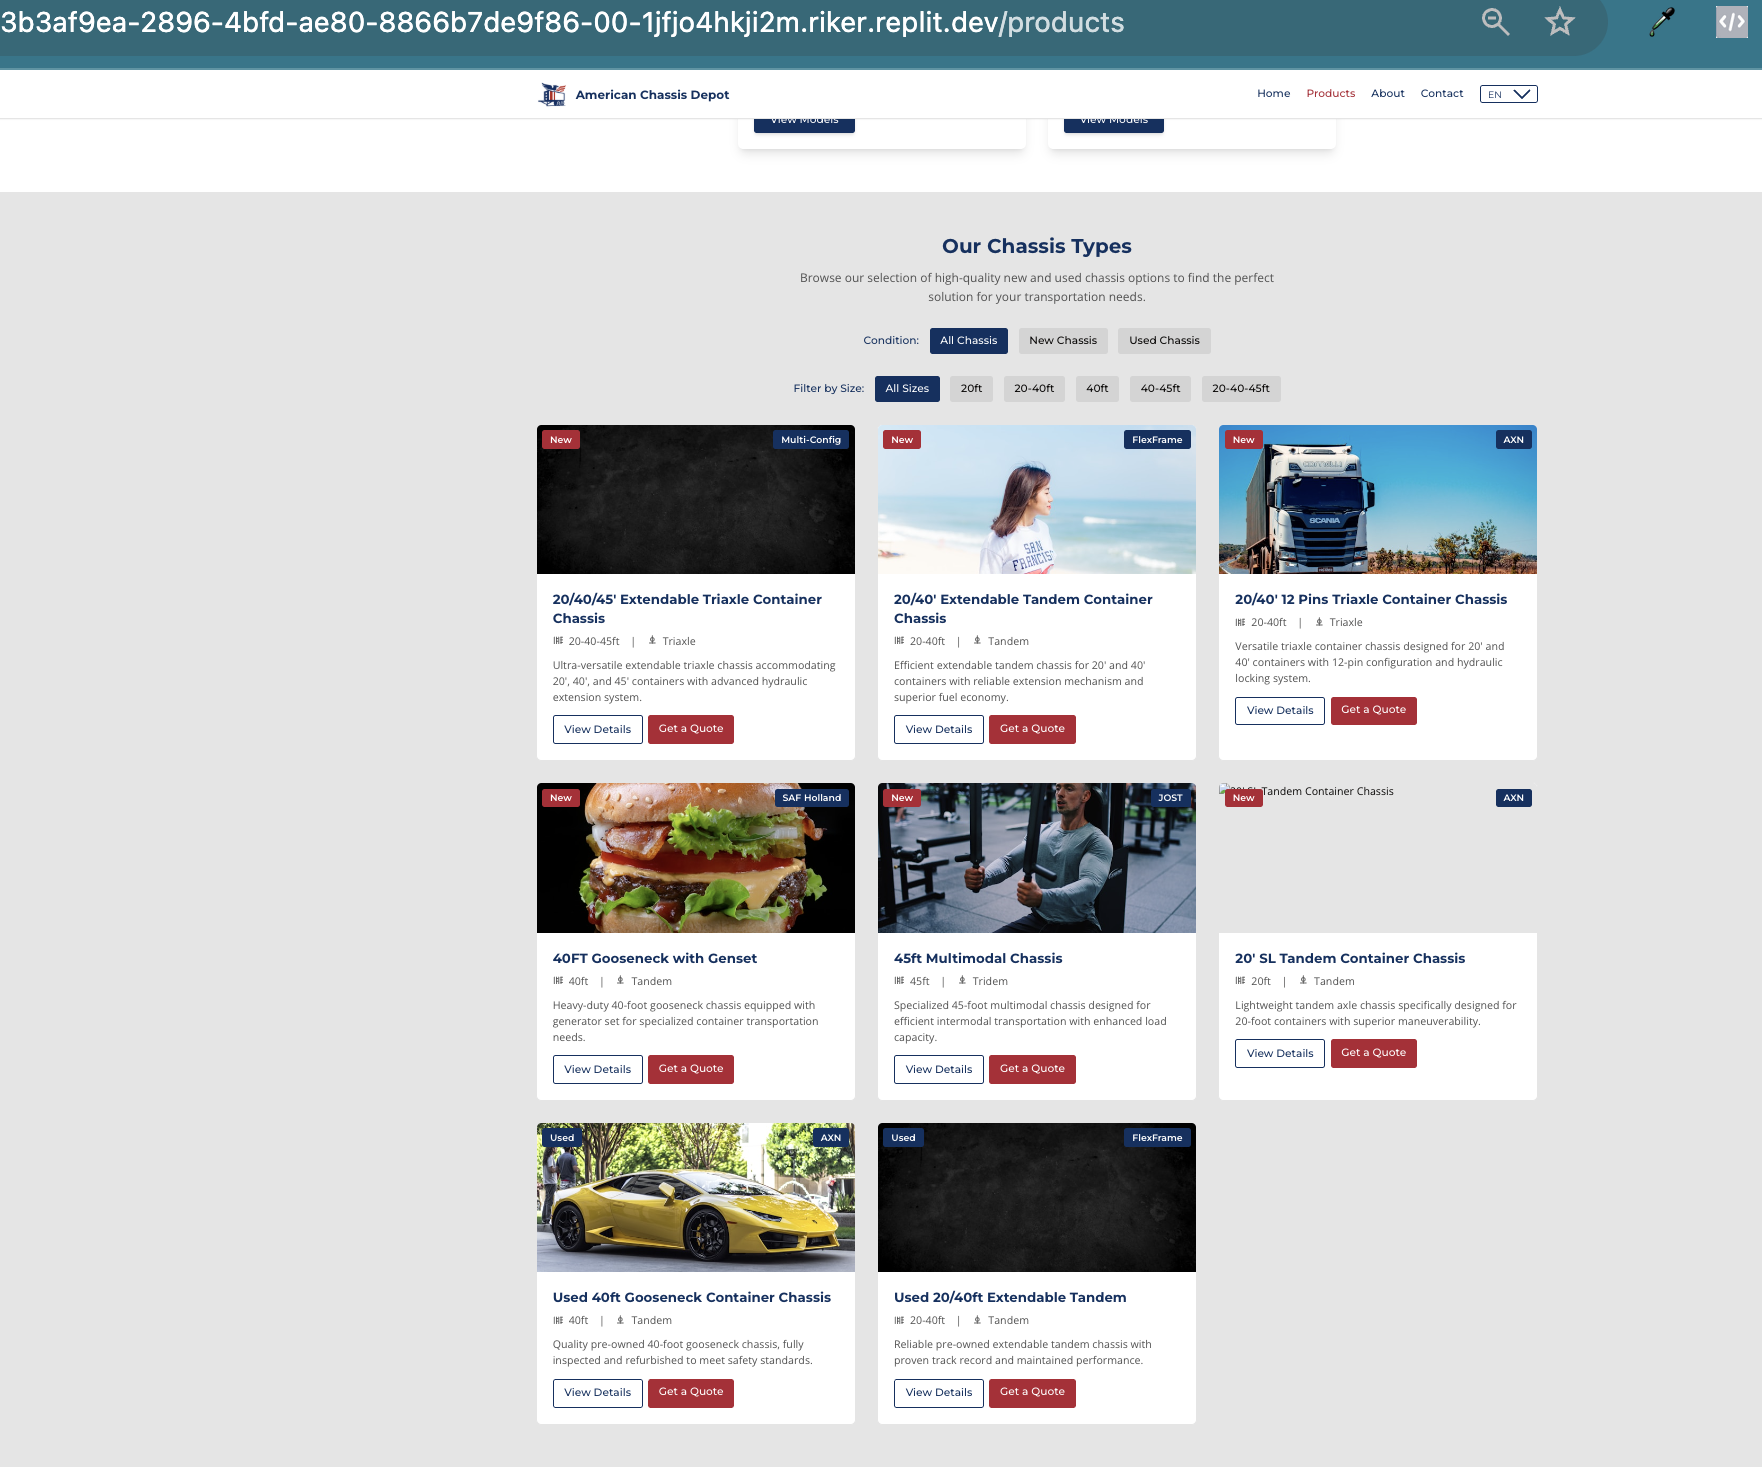 3b3af9ea-2896-4bfd-ae80-8866b7de9f86-00-1jfjo4hkji2m.riker.replit.dev/products
American Chassis Depot
Home Products About Contact EN
View Models View Models
Our Chassis Types
Browse our selection of high-quality new and used chassis options to find the perfect
solution for your transportation needs.
Condition: All Chassis New Chassis Used Chassis
Filter by Size: All Sizes 20ft 20-40ft 40ft 40-45ft 20-40-45ft
New Multi-Config
20/40/45' Extendable Triaxle Container
Chassis
20-40-45ft | Triaxle
Ultra-versatile extendable triaxle chassis accommodating
20', 40', and 45' containers with advanced hydraulic
extension system.
View Details Get a Quote
New FlexFrame
SAN
FRANCISC
20/40' Extendable Tandem Container
Chassis
20-40ft | Tandem
Efficient extendable tandem chassis for 20' and 40'
containers with reliable extension mechanism and
superior fuel economy.
View Details Get a Quote
New AXN
SCANIA
20/40' 12 Pins Triaxle Container Chassis
20-40ft | Triaxle
Versatile triaxle container chassis designed for 20' and
40' containers with 12-pin configuration and hydraulic
locking system.
View Details Get a Quote
New SAF Holland
40FT Gooseneck with Genset
40ft | Tandem
Heavy-duty 40-foot gooseneck chassis equipped with
generator set for specialized container transportation
needs.
View Details Get a Quote
New JOST
45ft Multimodal Chassis
45ft | Tridem
Specialized 45-foot multimodal chassis designed for
efficient intermodal transportation with enhanced load
capacity.
View Details Get a Quote
Tandem Container Chassis
New AXN
20' SL Tandem Container Chassis
20ft | Tandem
Lightweight tandem axle chassis specifically designed for
20-foot containers with superior maneuverability.
View Details Get a Quote
Used AXN
Used 40ft Gooseneck Container Chassis
40ft | Tandem
Quality pre-owned 40-foot gooseneck chassis, fully
inspected and refurbished to meet safety standards.
View Details Get a Quote
Used FlexFrame
Used 20/40ft Extendable Tandem
20-40ft | Tandem
Reliable pre-owned extendable tandem chassis with
proven track record and maintained performance.
View Details Get a Quote